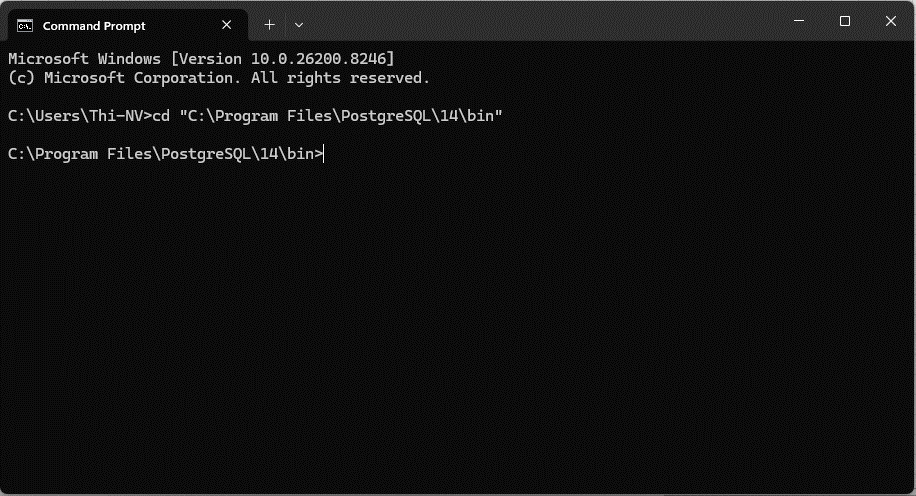 Command Prompt
Microsoft Windows [Version 10.0.26200.8246]
(c) Microsoft Corporation. All rights reserved.
C:\Users\Thi-NV>cd "C:\Program Files\PostgreSQL\14\bin"
C:\Program Files\PostgreSQL\14\bin>